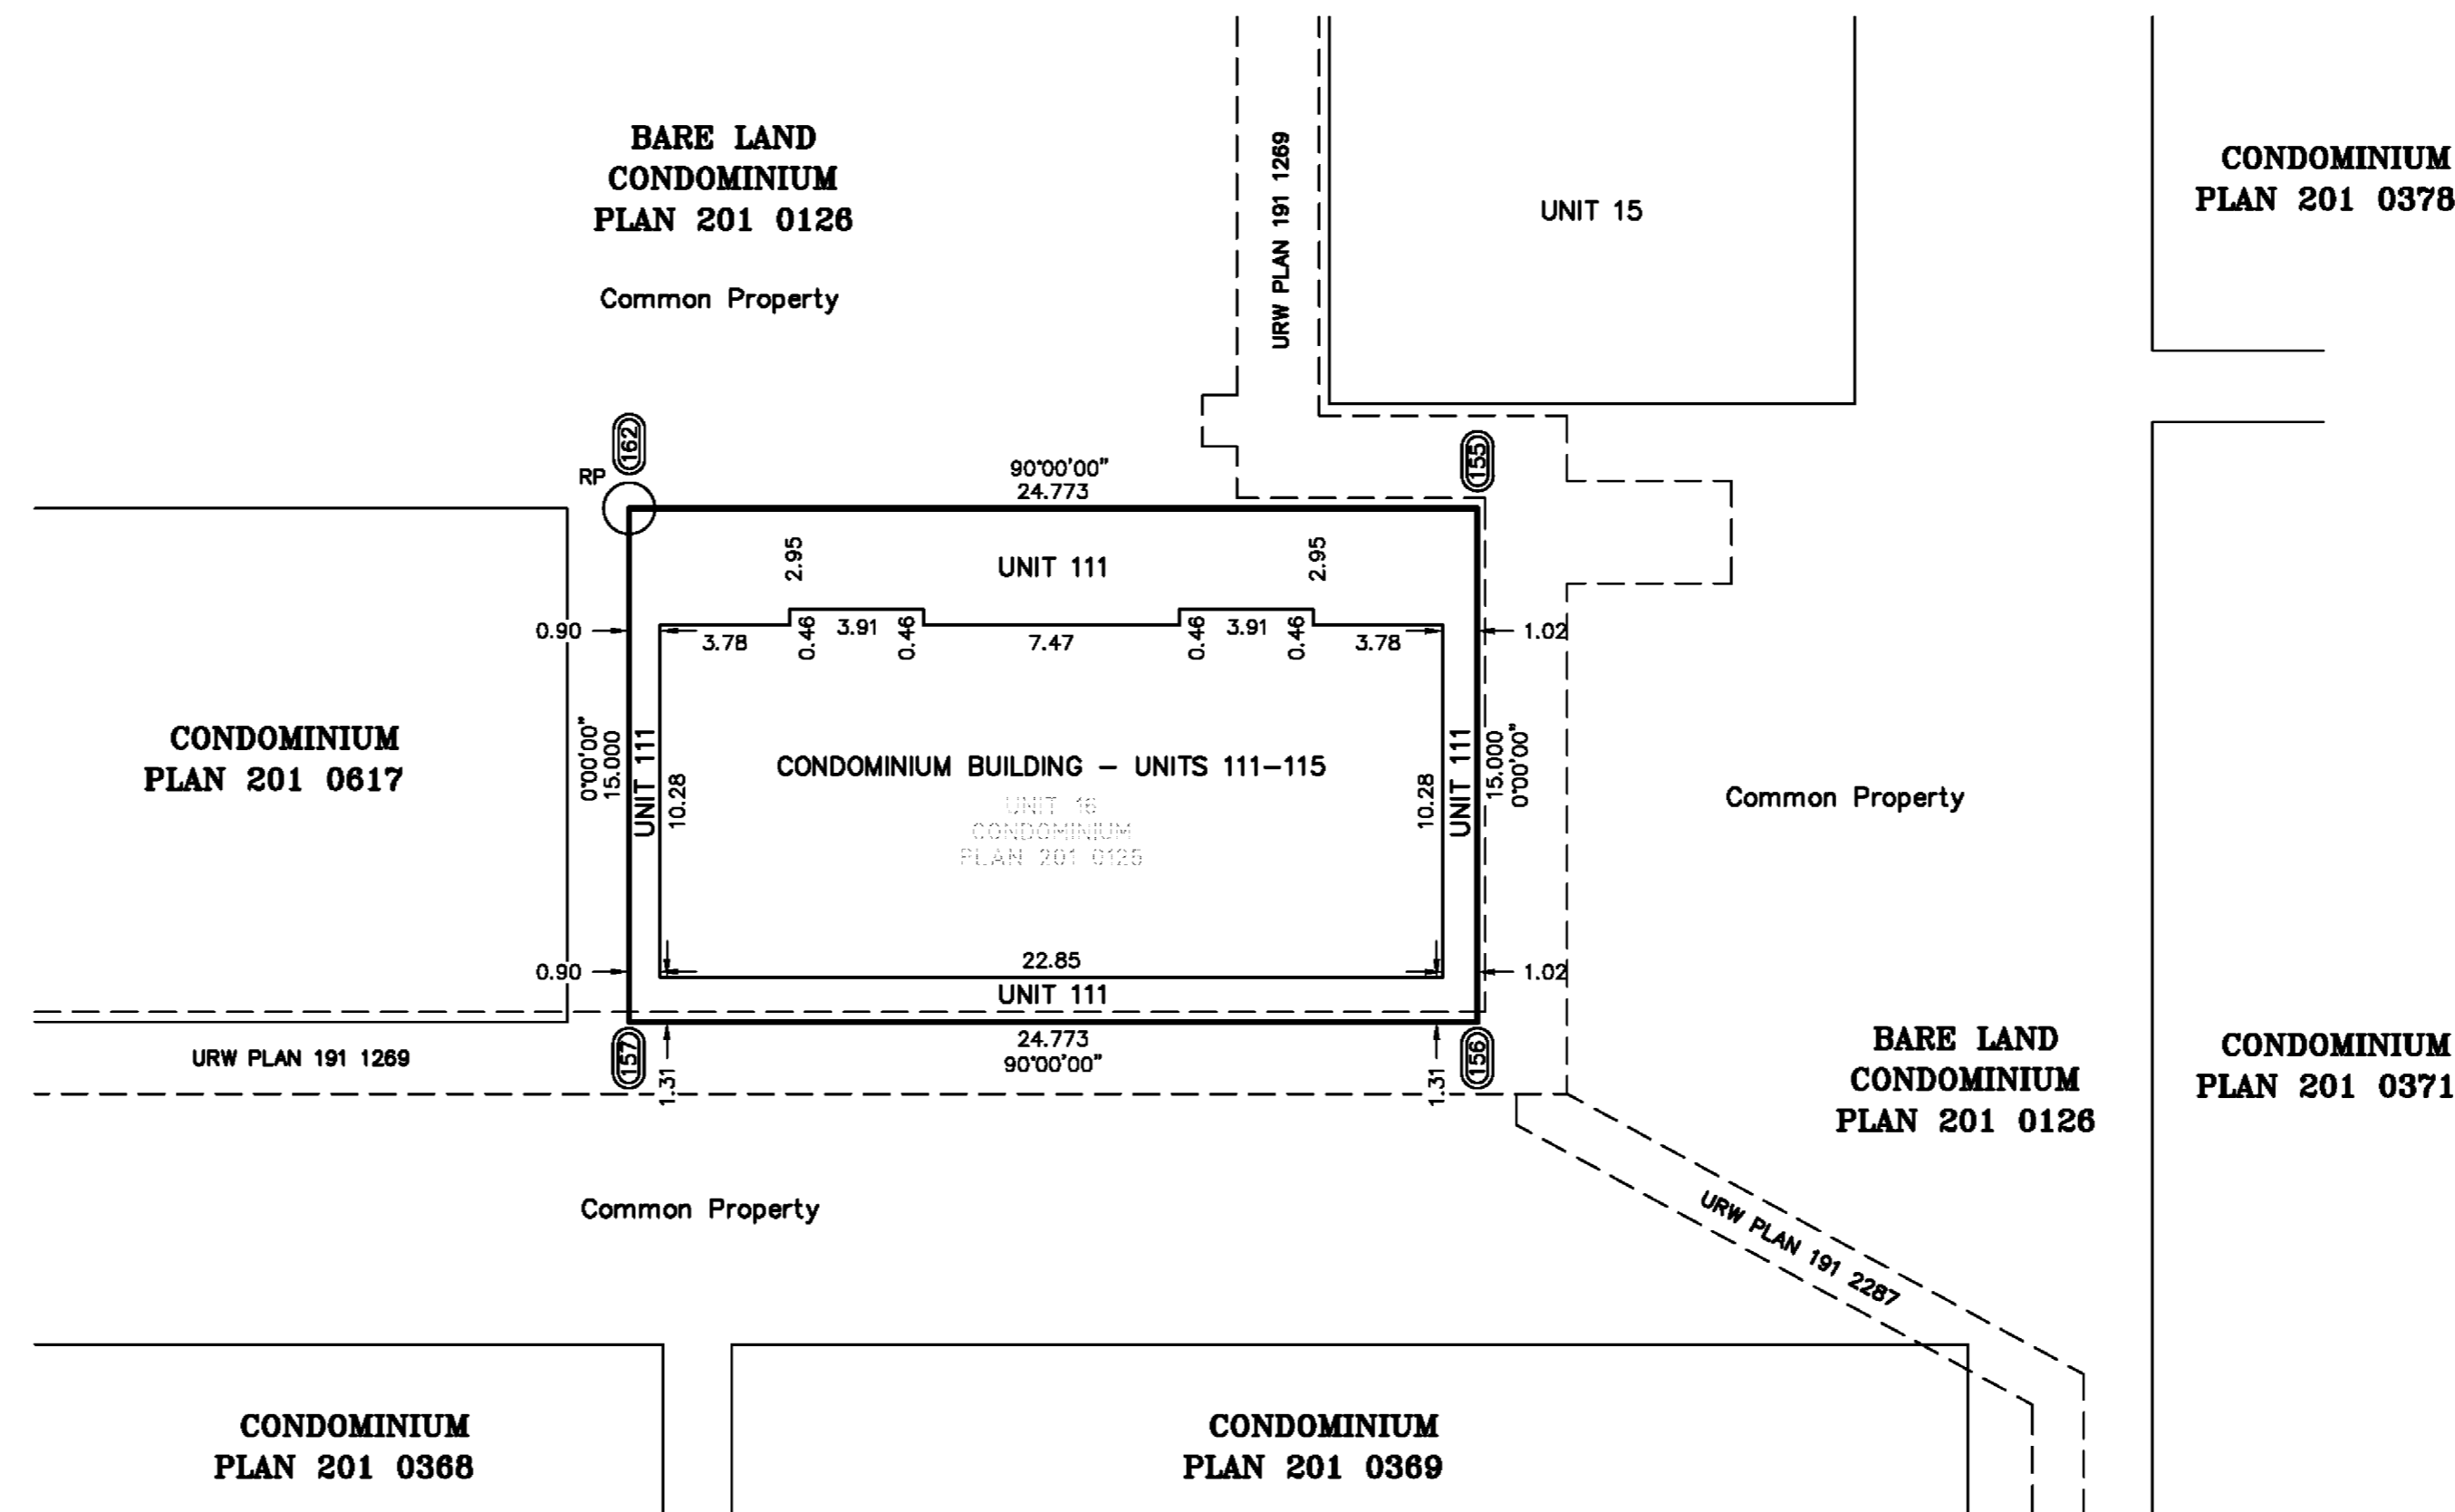 BARE LAND
CONDOMINIUM
PLAN 201 0126
Common Property
URW PLAN 191 1269
UNIT 15
CONDOMINIUM
PLAN 201 0378
162
RP
90°00'00"
24.773
155
2.95
UNIT 111
2.95
0.90
3.78
0.46
3.91
0.46
7.47
0.46
3.91
0.46
3.78
1.02
CONDOMINIUM
PLAN 201 0617
0°00'00"
15.000
UNIT 111
10.28
CONDOMINIUM BUILDING – UNITS 111–115
UNIT 16
CONDOMINIUM
PLAN 201 0126
10.28
UNIT 111
15.000
0°00'00"
Common Property
0.90
22.85
1.02
UNIT 111
URW PLAN 191 1269
157
1.31
24.773
90°00'00"
1.31
156
BARE LAND
CONDOMINIUM
PLAN 201 0126
CONDOMINIUM
PLAN 201 0371
Common Property
URW PLAN 191 2287
CONDOMINIUM
PLAN 201 0368
CONDOMINIUM
PLAN 201 0369